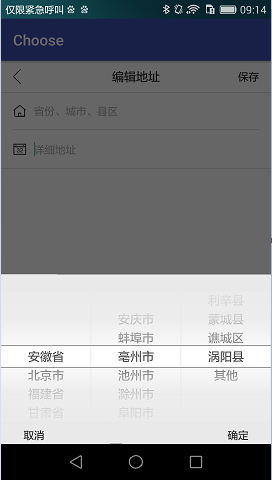 仅限紧急呼叫 09:14
Choose
编辑地址 保存
省份、城市、县区
详细地址
利辛县
安庆市 蒙城县
蚌埠市 谯城区
安徽省 亳州市 涡阳县
北京市 池州市 其他
福建省 滁州市
甘肃省 阜阳市
取消 确定